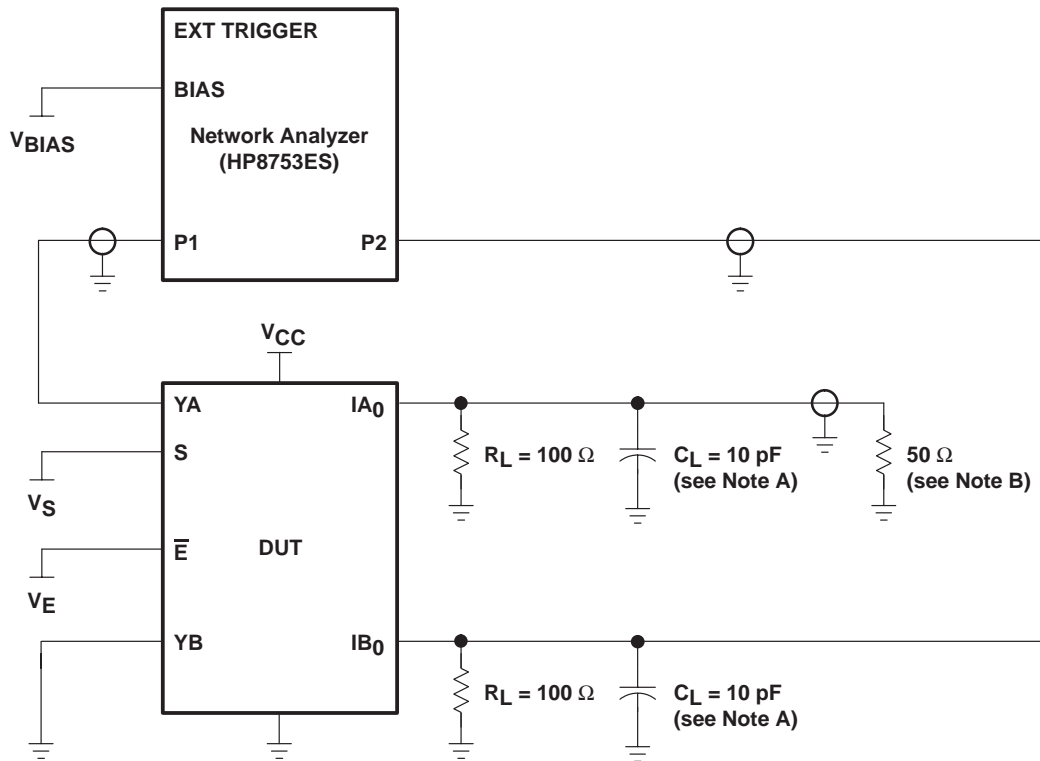 EXT TRIGGER
BIAS
VBIAS
Network Analyzer
(HP8753ES)
P1
P2
VCC
YA
IA0
S
RL = 100 Ω
CL = 10 pF
(see Note A)
50 Ω
(see Note B)
VS
E̅
DUT
VE
YB
IB0
RL = 100 Ω
CL = 10 pF
(see Note A)